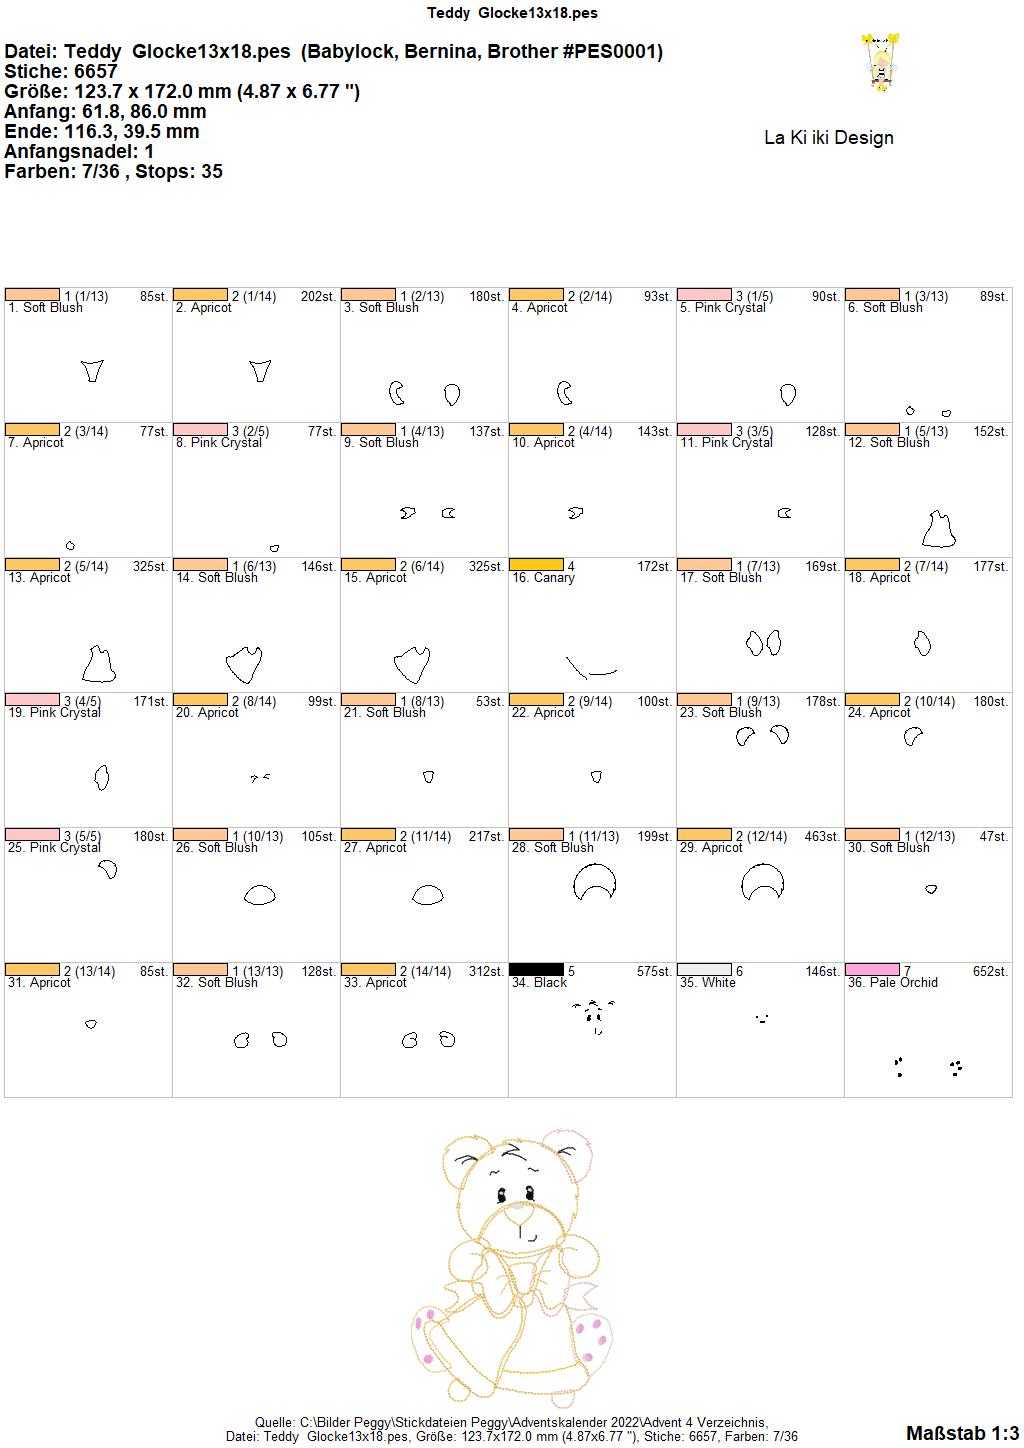 Teddy  Glocke13x18.pes
Datei: Teddy  Glocke13x18.pes  (Babylock, Bernina, Brother #PES0001)
Stiche: 6657
Größe: 123.7 x 172.0 mm (4.87 x 6.77 ")
Anfang: 61.8, 86.0 mm
Ende: 116.3, 39.5 mm
Anfangsnadel: 1
Farben: 7/36 , Stops: 35
La Ki iki Design
1 (1/13) 85st.
1. Soft Blush
2 (1/14) 202st.
2. Apricot
1 (2/13) 180st.
3. Soft Blush
2 (2/14) 93st.
4. Apricot
3 (1/5) 90st.
5. Pink Crystal
1 (3/13) 89st.
6. Soft Blush
2 (3/14) 77st.
7. Apricot
3 (2/5) 77st.
8. Pink Crystal
1 (4/13) 137st.
9. Soft Blush
2 (4/14) 143st.
10. Apricot
3 (3/5) 128st.
11. Pink Crystal
1 (5/13) 152st.
12. Soft Blush
2 (5/14) 325st.
13. Apricot
1 (6/13) 146st.
14. Soft Blush
2 (6/14) 325st.
15. Apricot
4 172st.
16. Canary
1 (7/13) 169st.
17. Soft Blush
2 (7/14) 177st.
18. Apricot
3 (4/5) 171st.
19. Pink Crystal
2 (8/14) 99st.
20. Apricot
1 (8/13) 53st.
21. Soft Blush
2 (9/14) 100st.
22. Apricot
1 (9/13) 178st.
23. Soft Blush
2 (10/14) 180st.
24. Apricot
3 (5/5) 180st.
25. Pink Crystal
1 (10/13) 105st.
26. Soft Blush
2 (11/14) 217st.
27. Apricot
1 (11/13) 199st.
28. Soft Blush
2 (12/14) 463st.
29. Apricot
1 (12/13) 47st.
30. Soft Blush
2 (13/14) 85st.
31. Apricot
1 (13/13) 128st.
32. Soft Blush
2 (14/14) 312st.
33. Apricot
5 575st.
34. Black
6 146st.
35. White
7 652st.
36. Pale Orchid
Quelle: C:\Bilder Peggy\Stickdateien Peggy\Adventskalender 2022\Advent 4 Verzeichnis,
Datei: Teddy  Glocke13x18.pes, Größe: 123.7x172.0 mm (4.87x6.77 "), Stiche: 6657, Farben: 7/36
Maßstab 1:3